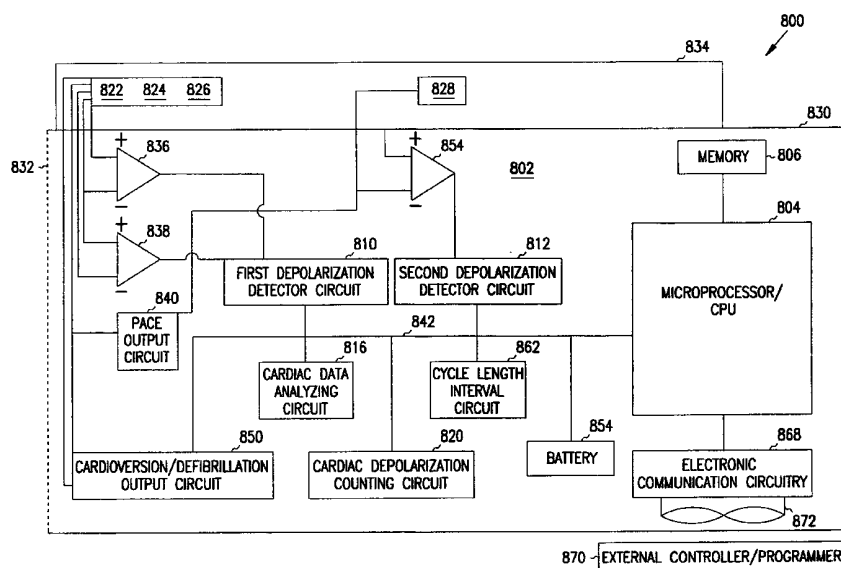 800
834
822 824 826
828
830
+
836
-
+
854
-
802
MEMORY
806
832
804
+
838
-
810
812
FIRST DEPOLARIZATION
DETECTOR CIRCUIT
SECOND DEPOLARIZATION
DETECTOR CIRCUIT
MICROPROCESSOR/
CPU
840
PACE
OUTPUT
CIRCUIT
842
816
862
CARDIAC DATA
ANALYZING
CIRCUIT
CYCLE LENGTH
INTERVAL
CIRCUIT
850
820
854
868
CARDIOVERSION/DEFIBRILLATION
OUTPUT CIRCUIT
CARDIAC DEPOLARIZATION
COUNTING CIRCUIT
BATTERY
ELECTRONIC
COMMUNICATION CIRCUITRY
872
870
EXTERNAL CONTROLLER/PROGRAMMER